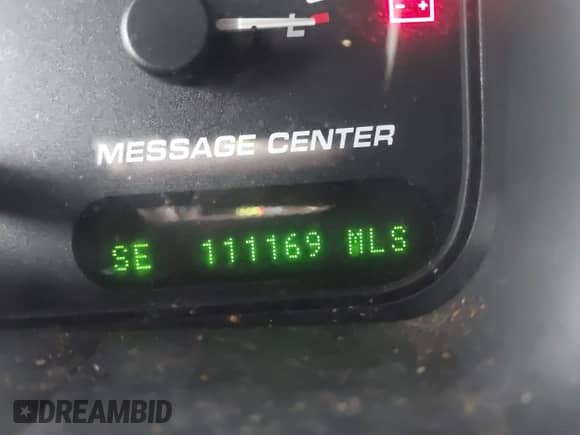 L
- +
MESSAGE CENTER
SE 111169 MLS
DREAMBID